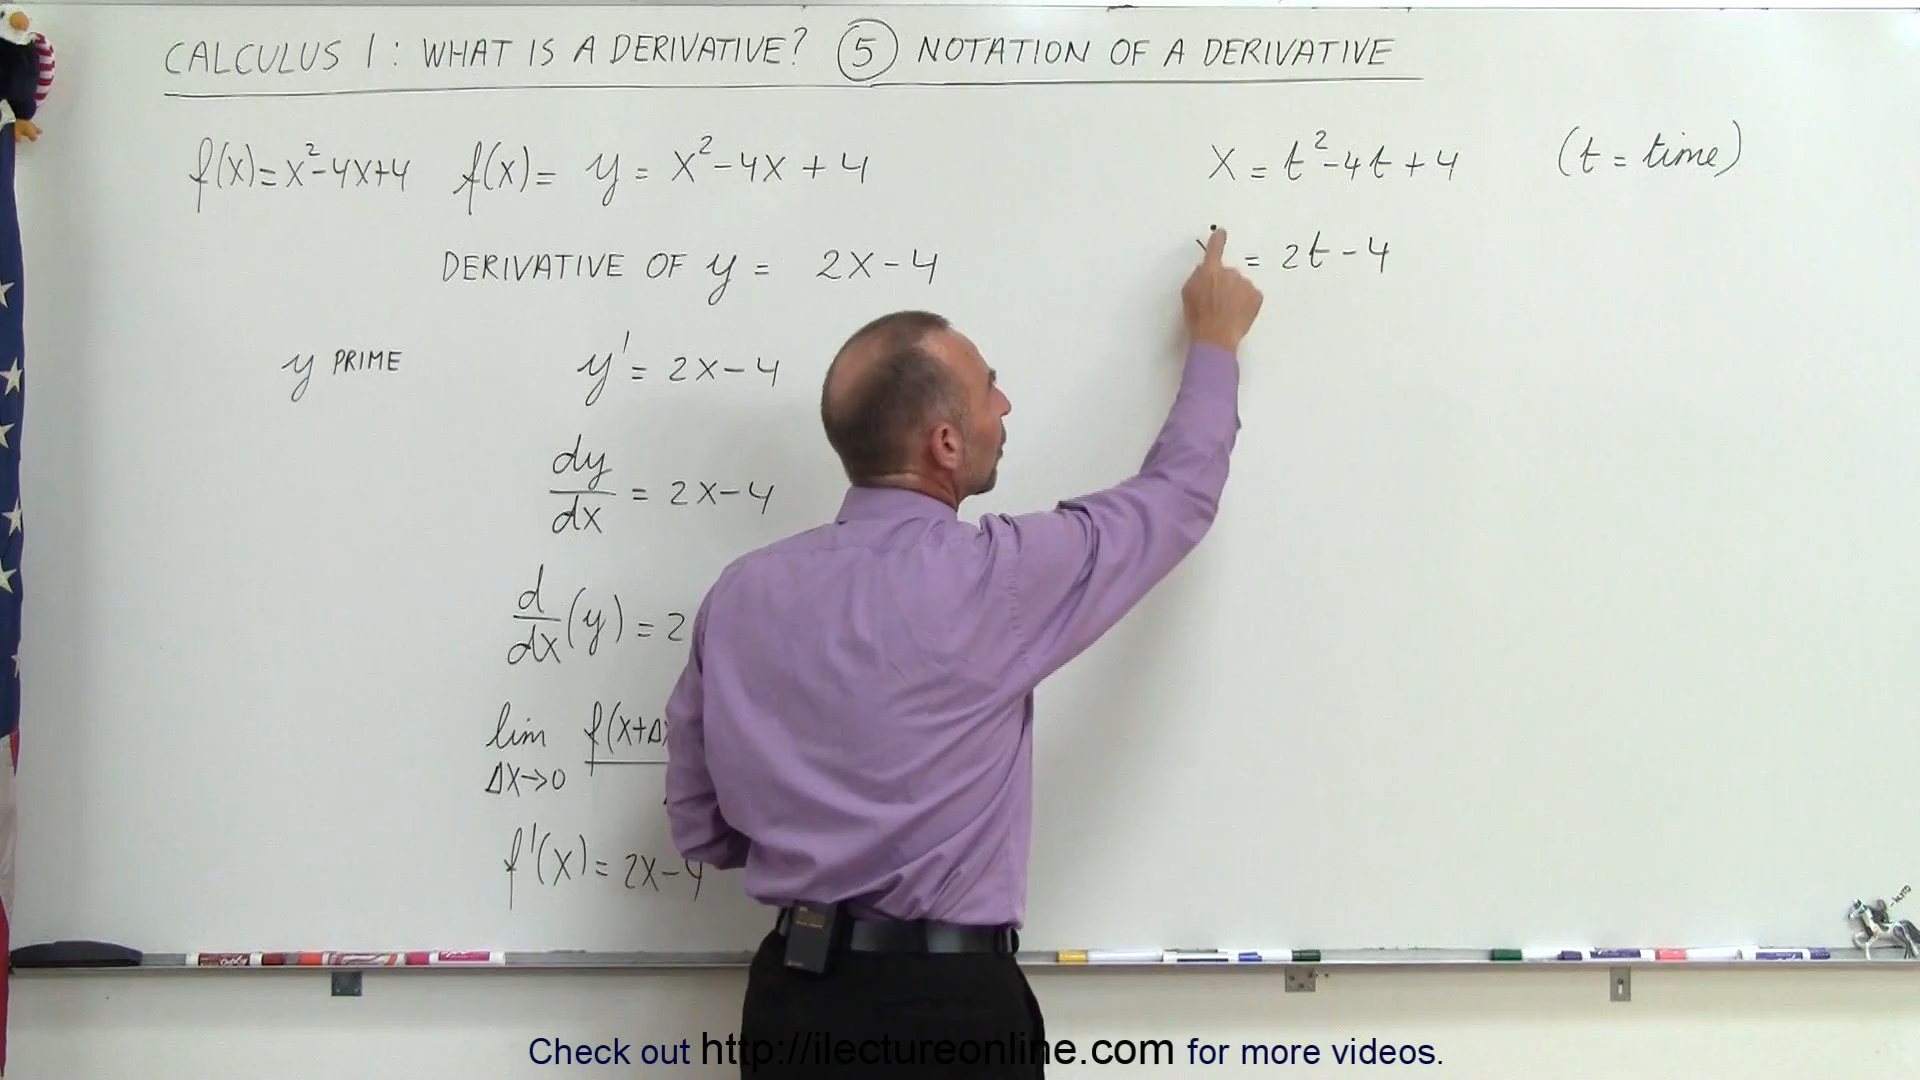 CALCULUS 1: WHAT IS A DERIVATIVE? ⑤ NOTATION OF A DERIVATIVE
f(x)=x²-4x+4 f(x)= y = x²-4x+4
DERIVATIVE OF y = 2x-4
y PRIME y' = 2x-4
dy/dx = 2x-4
d/dx (y) = 2
lim Δx→0 f(x+Δx
f'(x) = 2x-4
x = t²-4t+4 (t = time)
ẋ = 2t-4
Check out http://ilectureonline.com for more videos.